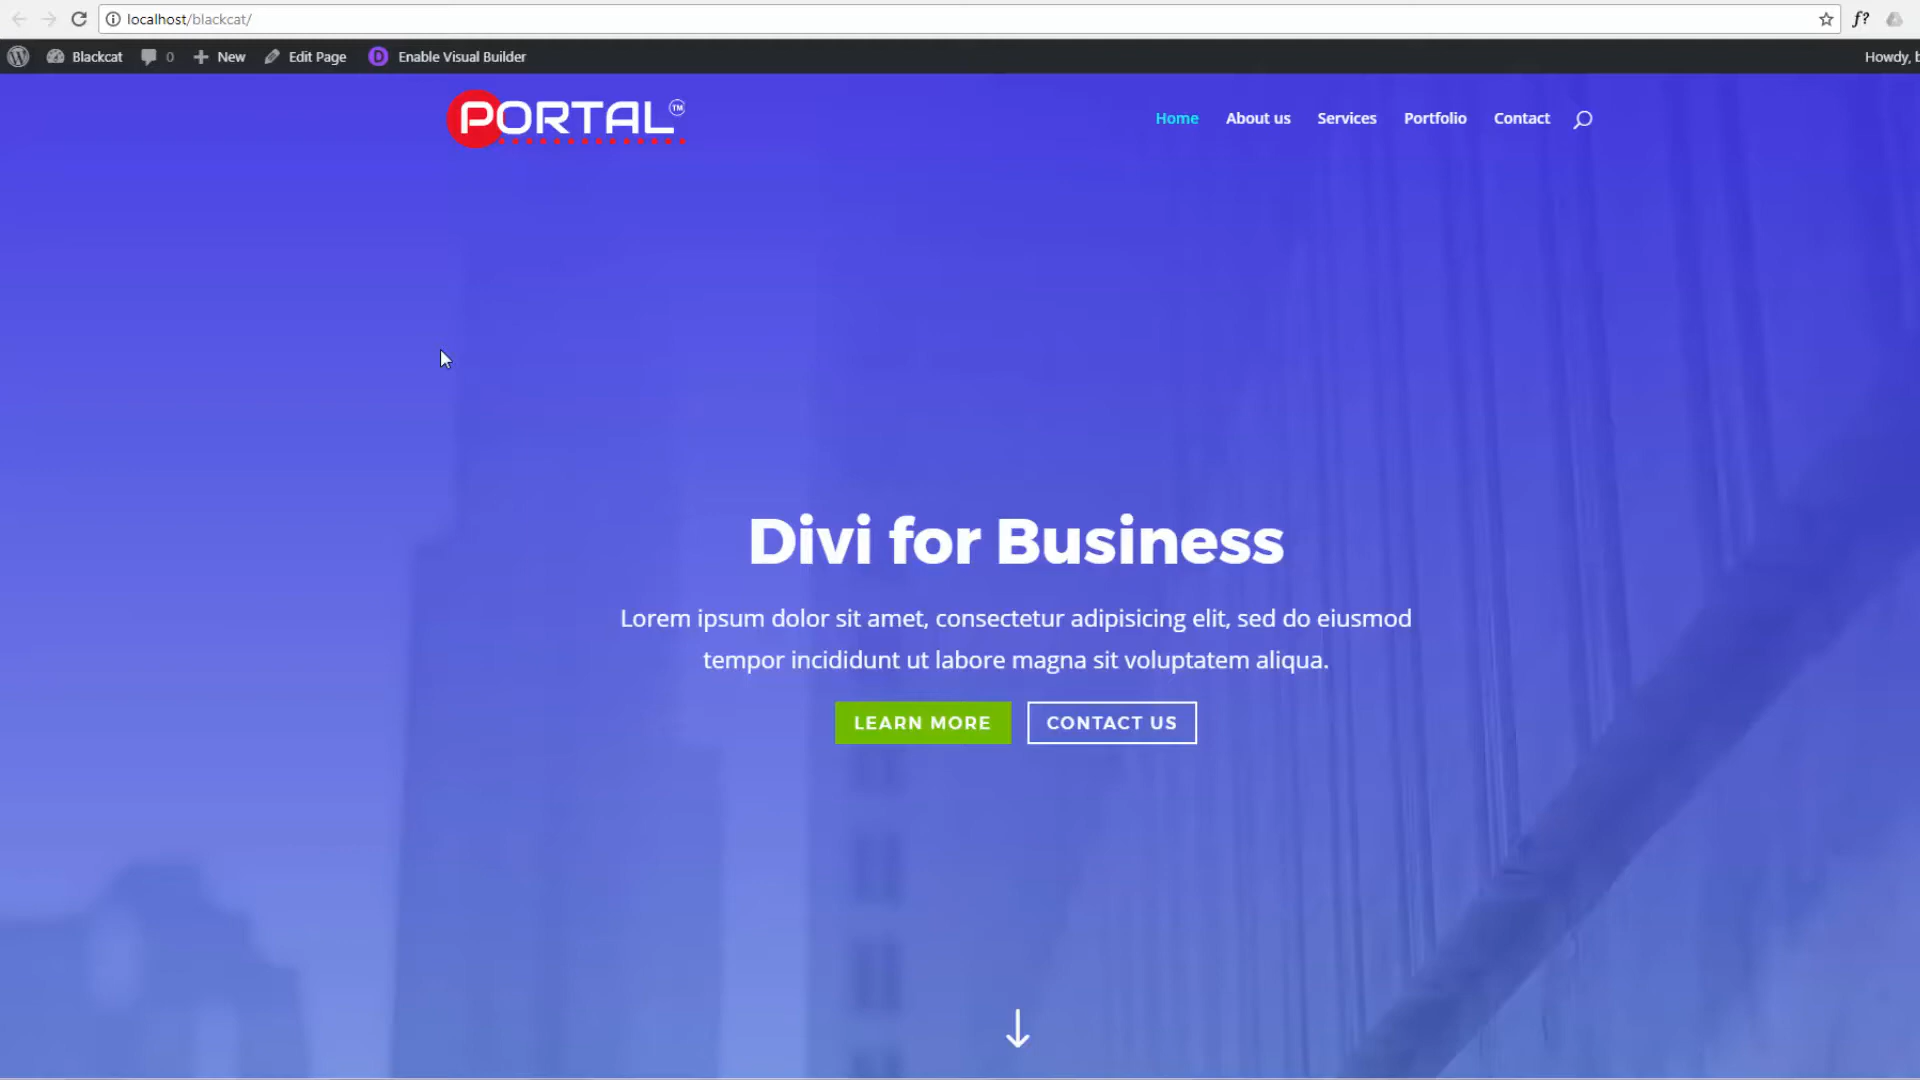 localhost/blackcat/
f?
Blackcat 0 New Edit Page D Enable Visual Builder Howdy, b
PORTAL™
Home About us Services Portfolio Contact
Divi for Business
Lorem ipsum dolor sit amet, consectetur adipisicing elit, sed do eiusmod
tempor incididunt ut labore magna sit voluptatem aliqua.
LEARN MORE CONTACT US